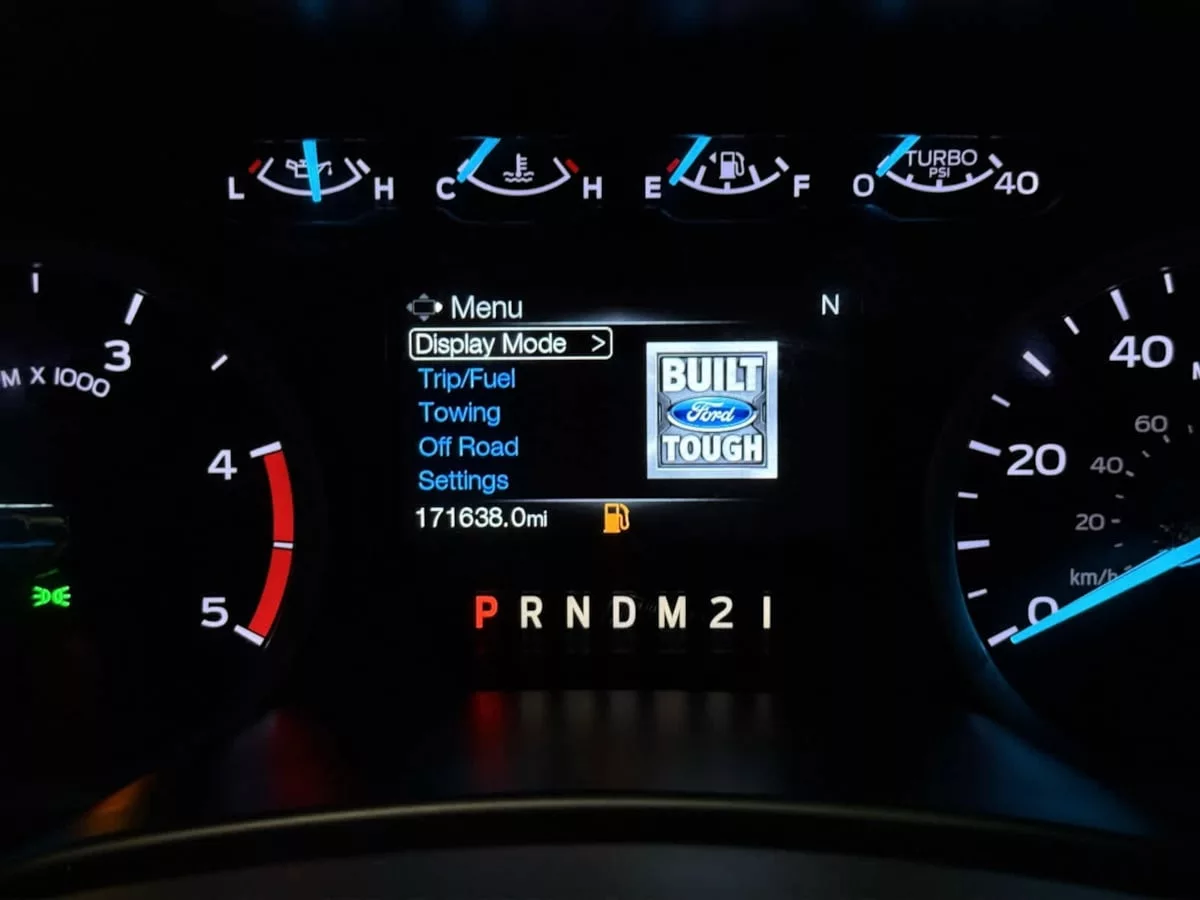 L H C H E F 0 TURBO PSI 40
Menu N
Display Mode >
Trip/Fuel
Towing
Off Road
Settings
BUILT
Ford
TOUGH
171638.0mi
P R N D M 2 1
3
M X 1000
4
5
40
20
0
60
40
20
km/h